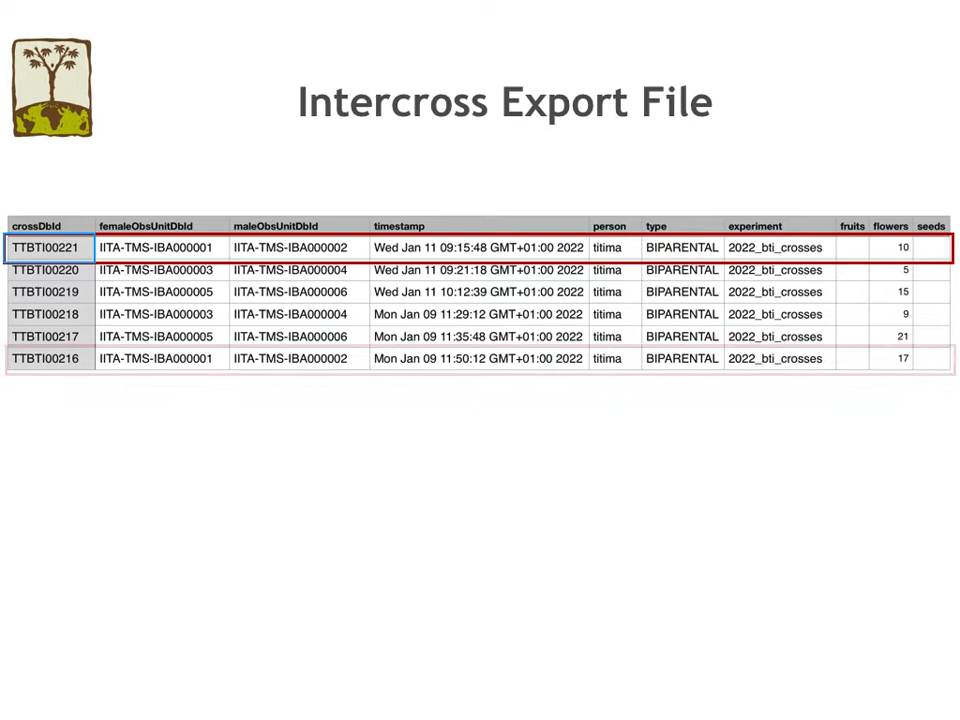 Intercross Export File
crossDbId femaleObsUnitDbId maleObsUnitDbId timestamp person type experiment fruits flowers seeds
TTBTI00221 IITA-TMS-IBA000001 IITA-TMS-IBA000002 Wed Jan 11 09:15:48 GMT+01:00 2022 titima BIPARENTAL 2022_bti_crosses 10
TTBTI00220 IITA-TMS-IBA000003 IITA-TMS-IBA000004 Wed Jan 11 09:21:18 GMT+01:00 2022 titima BIPARENTAL 2022_bti_crosses 5
TTBTI00219 IITA-TMS-IBA000005 IITA-TMS-IBA000006 Wed Jan 11 10:12:39 GMT+01:00 2022 titima BIPARENTAL 2022_bti_crosses 15
TTBTI00218 IITA-TMS-IBA000003 IITA-TMS-IBA000004 Mon Jan 09 11:29:12 GMT+01:00 2022 titima BIPARENTAL 2022_bti_crosses 9
TTBTI00217 IITA-TMS-IBA000005 IITA-TMS-IBA000006 Mon Jan 09 11:35:48 GMT+01:00 2022 titima BIPARENTAL 2022_bti_crosses 21
TTBTI00216 IITA-TMS-IBA000001 IITA-TMS-IBA000002 Mon Jan 09 11:50:12 GMT+01:00 2022 titima BIPARENTAL 2022_bti_crosses 17